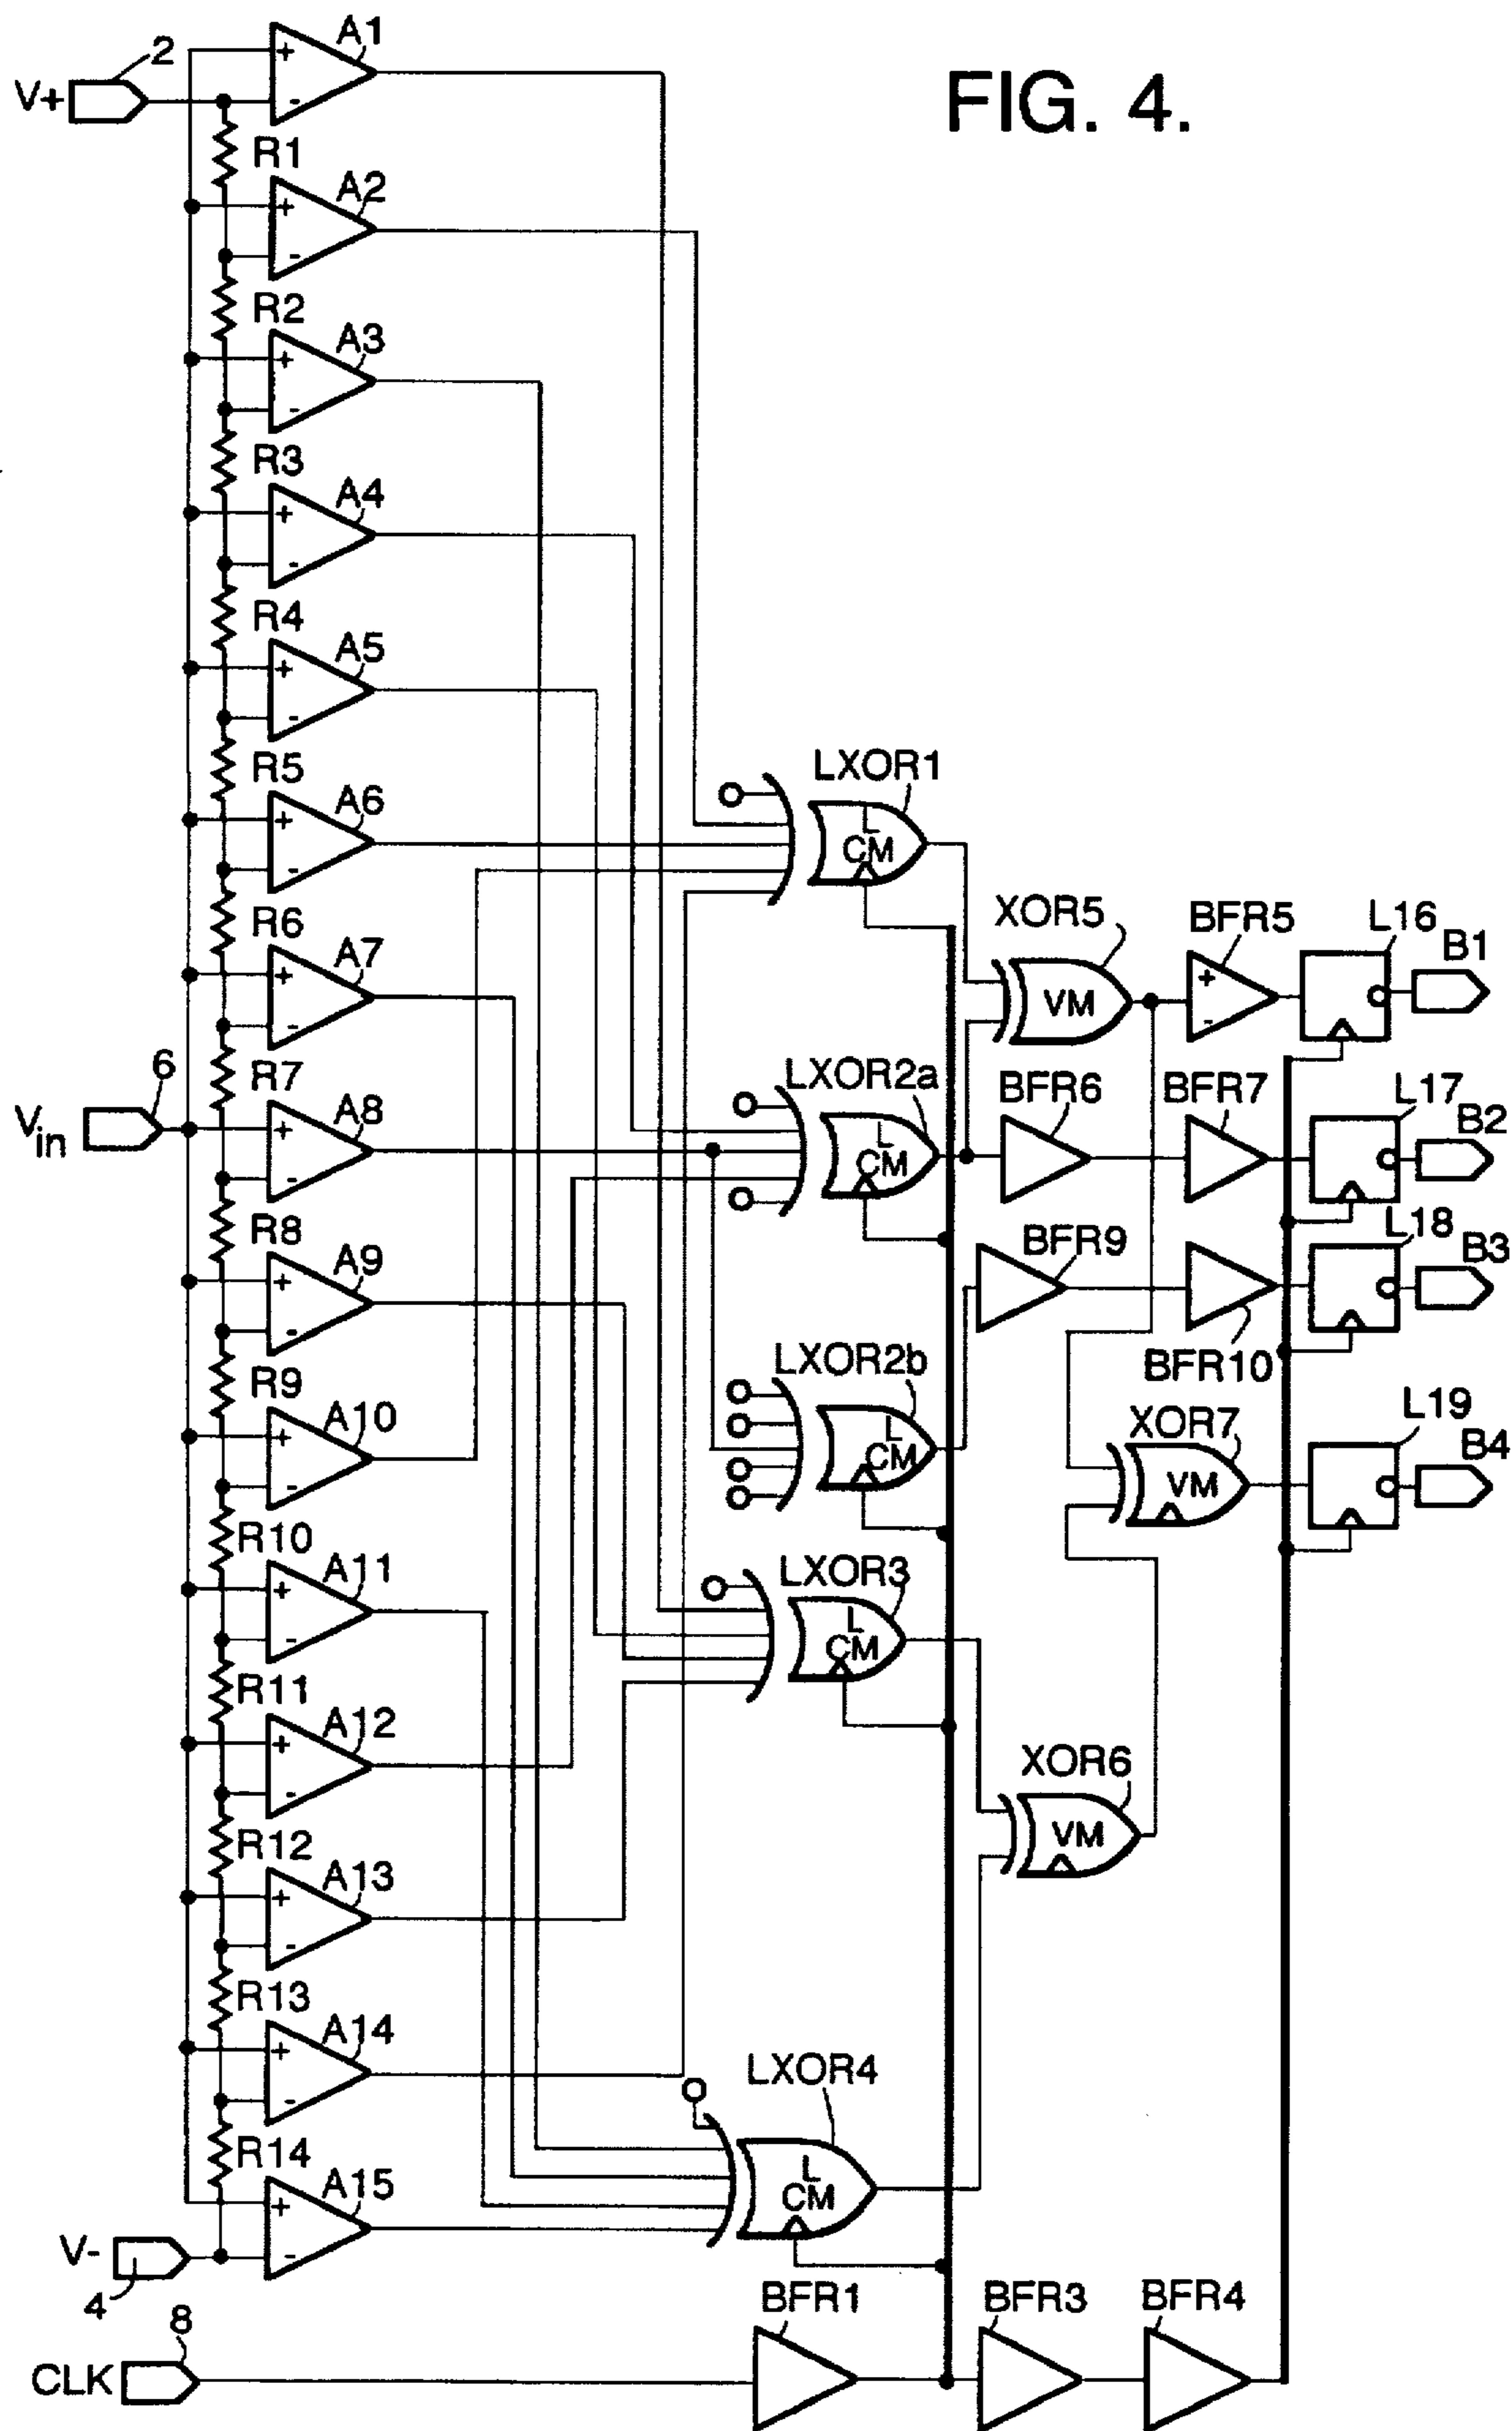 FIG. 4.
2
V+
A1
+
-
R1
A2
+
-
R2
A3
+
-
R3
A4
+
-
R4
A5
+
-
R5
A6
+
-
LXOR1
L
CM
R6
A7
+
-
XOR5
VM
BFR5
+
-
L16
B1
R7
6
Vin
A8
+
-
LXOR2a
L
CM
BFR6
BFR7
L17
B2
R8
A9
+
-
BFR9
BFR10
L18
B3
R9
A10
+
-
LXOR2b
L
CM
XOR7
VM
L19
B4
R10
A11
+
-
LXOR3
L
CM
R11
A12
+
-
XOR6
VM
R12
A13
+
-
R13
A14
+
-
LXOR4
L
CM
R14
A15
+
-
V-
4
8
CLK
BFR1
BFR3
BFR4